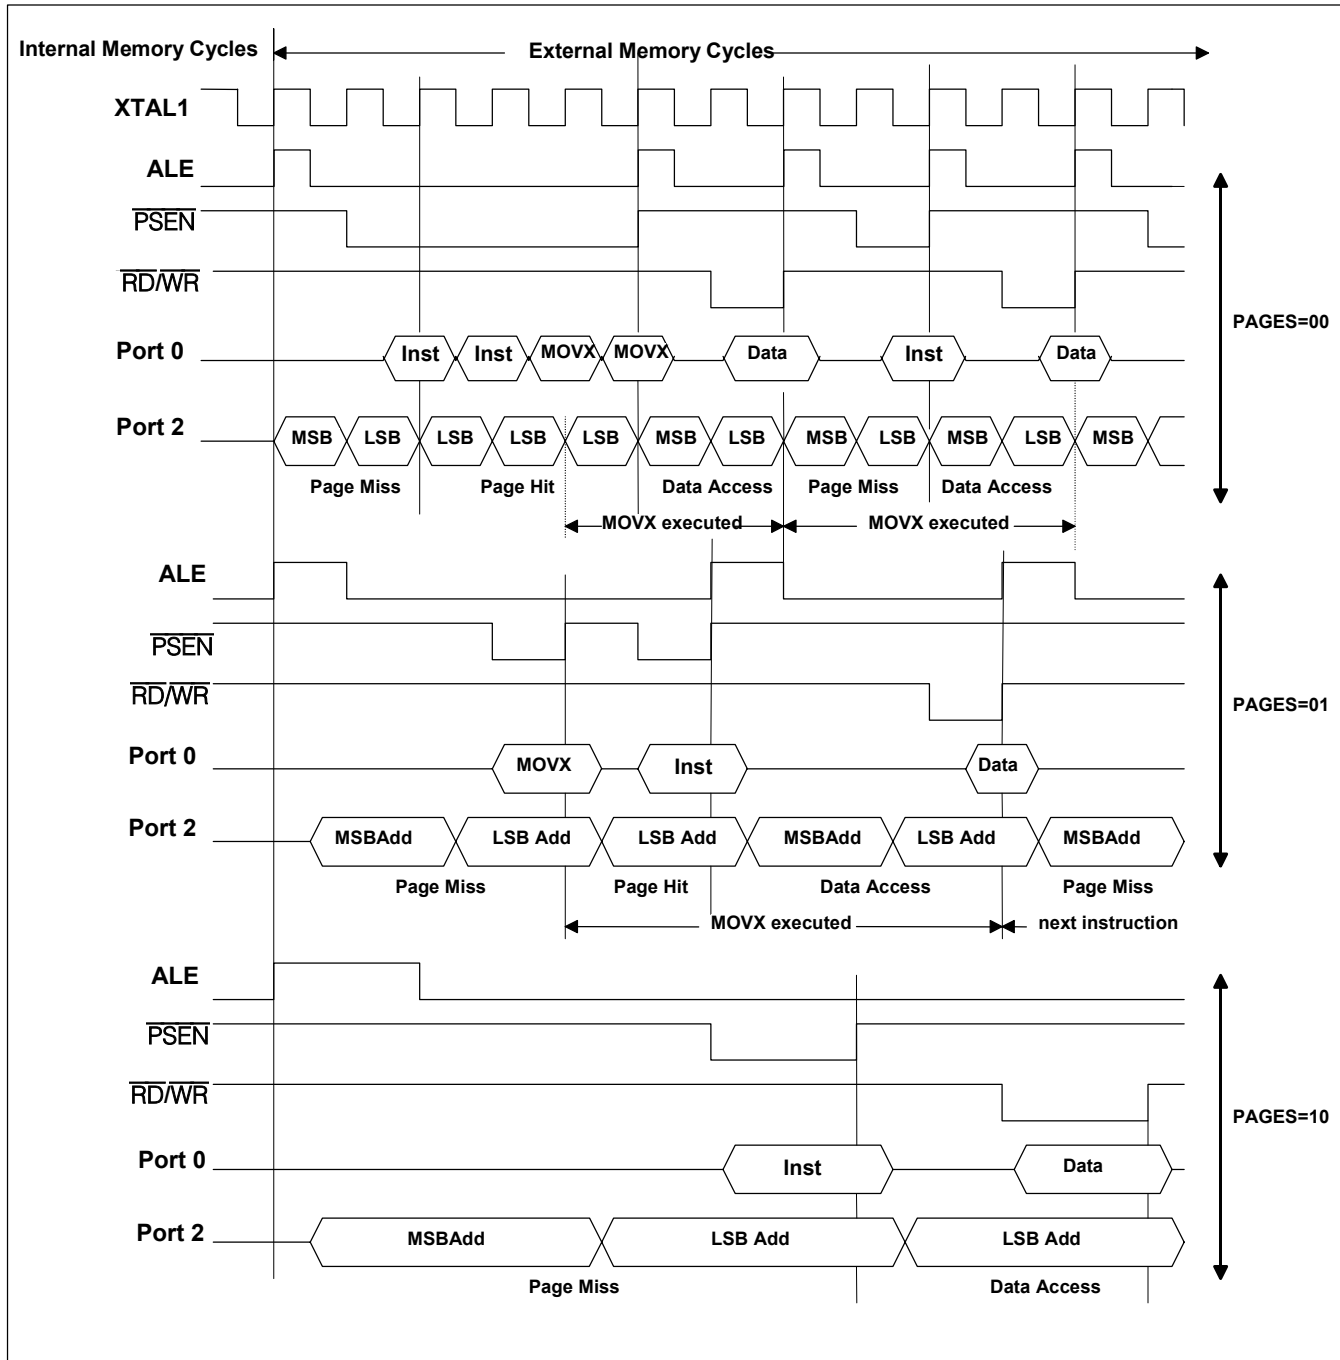 Internal Memory Cycles External Memory Cycles
XTAL1
ALE
PSEN
RD/WR
Port 0 Inst Inst MOVX MOVX Data Inst Data
Port 2 MSB LSB LSB LSB LSB MSB LSB MSB LSB MSB LSB MSB
Page Miss Page Hit Data Access Page Miss Data Access
MOVX executed MOVX executed
PAGES=00
ALE
PSEN
RD/WR
Port 0 MOVX Inst Data
Port 2 MSBAdd LSB Add LSB Add MSBAdd LSB Add MSBAdd
Page Miss Page Hit Data Access Page Miss
MOVX executed next instruction
PAGES=01
ALE
PSEN
RD/WR
Port 0 Inst Data
Port 2 MSBAdd LSB Add LSB Add
Page Miss Data Access
PAGES=10